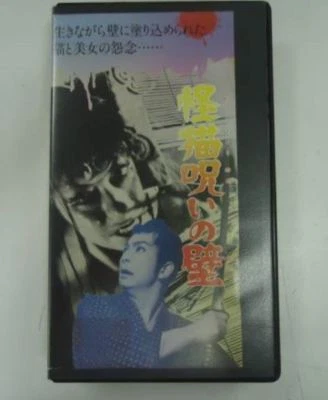 生きながら壁に塗り込められた
猫と美女の怨念……
怪猫呪いの壁